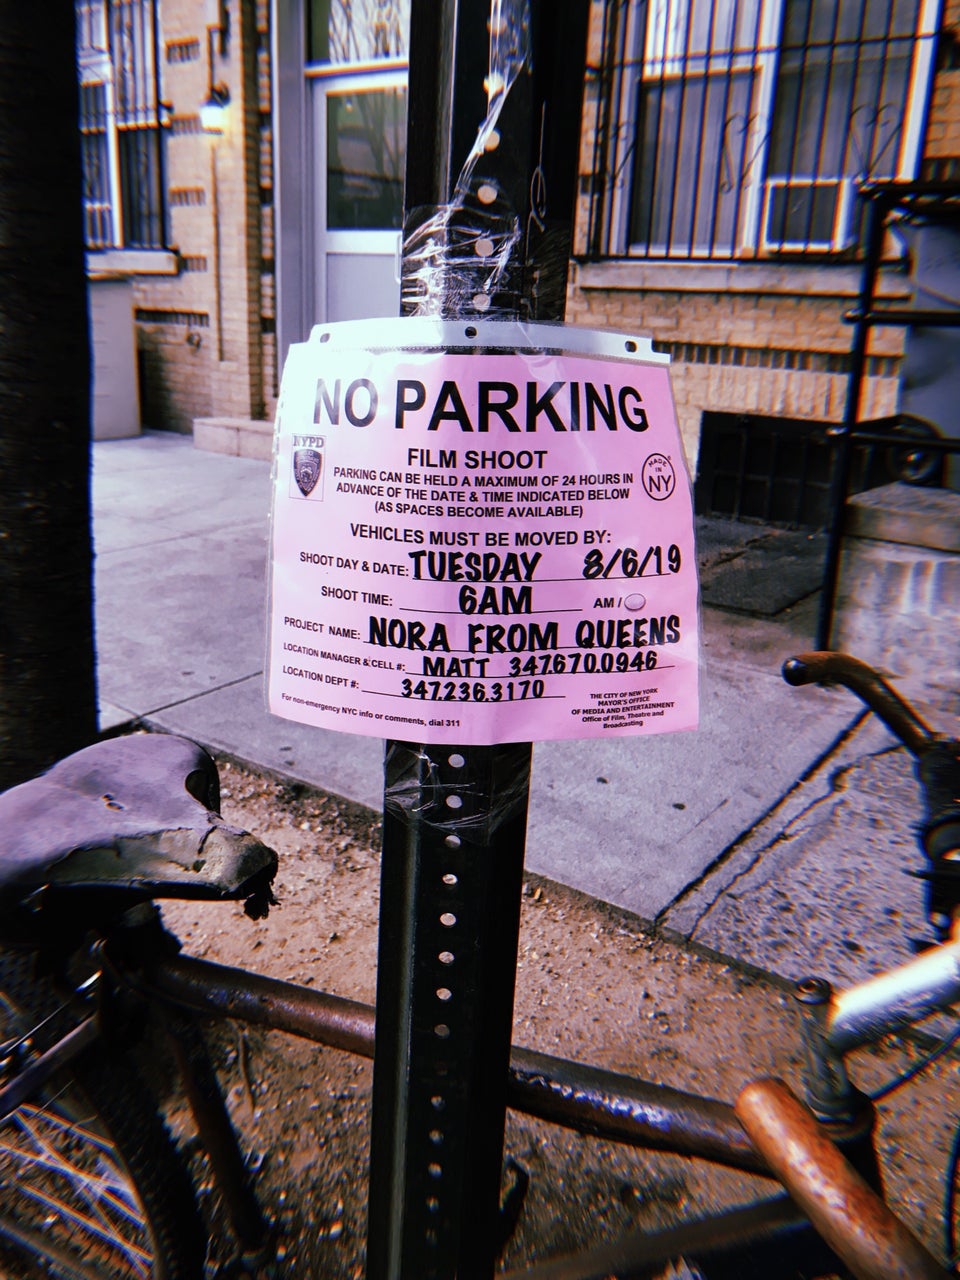 NO PARKING
NYPD
FILM SHOOT
MADE IN NY
PARKING CAN BE HELD A MAXIMUM OF 24 HOURS IN
ADVANCE OF THE DATE & TIME INDICATED BELOW
(AS SPACES BECOME AVAILABLE)
VEHICLES MUST BE MOVED BY:
SHOOT DAY & DATE: TUESDAY 8/6/19
SHOOT TIME: 6AM AM /
PROJECT NAME: NORA FROM QUEENS
LOCATION MANAGER & CELL #: MATT 347.670.0946
LOCATION DEPT #: 347.236.3170
For non-emergency NYC info or comments, dial 311
THE CITY OF NEW YORK
MAYOR'S OFFICE
OF MEDIA AND ENTERTAINMENT
Office of Film, Theatre and
Broadcasting